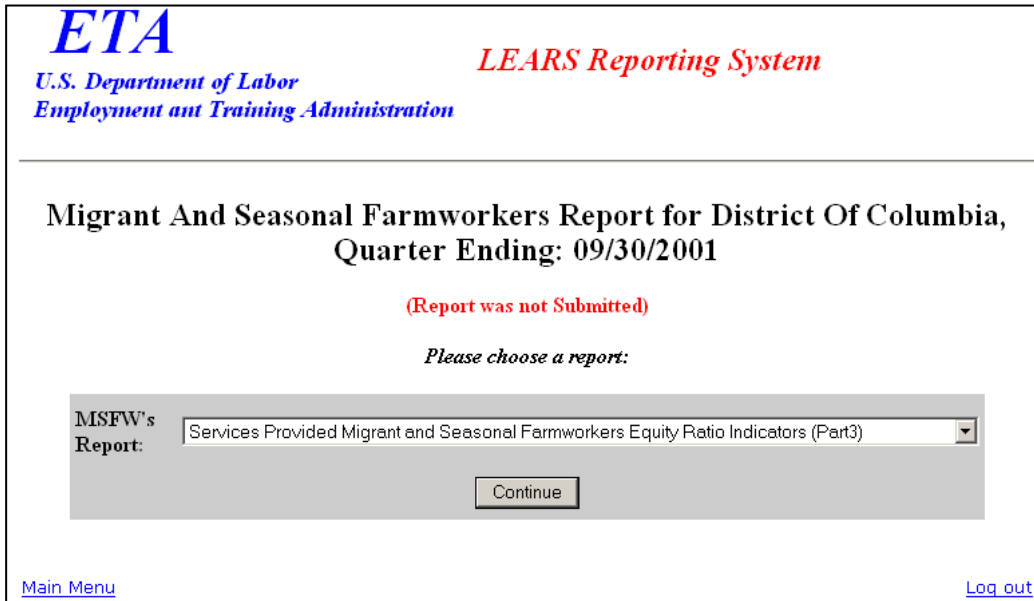 ETA
LEARS Reporting System
U.S. Department of Labor
Employment ant Training Administration
Migrant And Seasonal Farmworkers Report for District Of Columbia,
Quarter Ending: 09/30/2001
(Report was not Submitted)
Please choose a report:
MSFW's
Report:
Services Provided Migrant and Seasonal Farmworkers Equity Ratio Indicators (Part3)
Continue
Main Menu
Log out